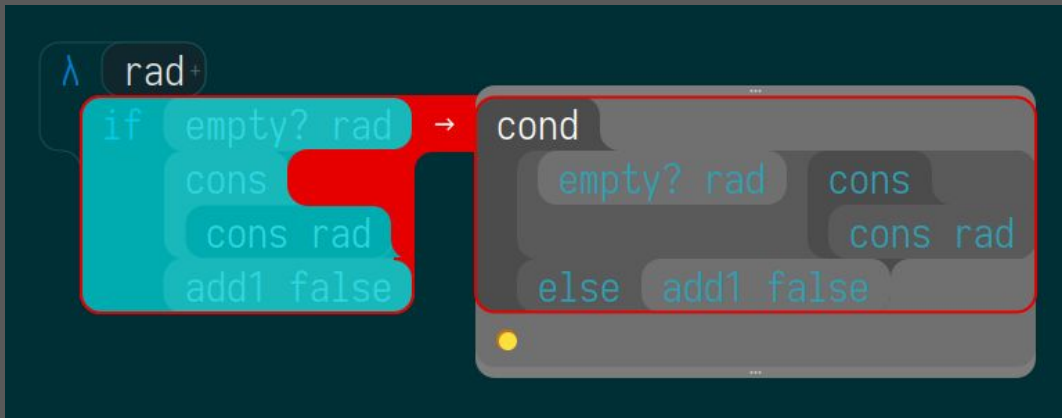 λ rad+
if empty? rad → cond
empty? rad cons
cons
cons rad
cons rad
add1 false
else add1 false